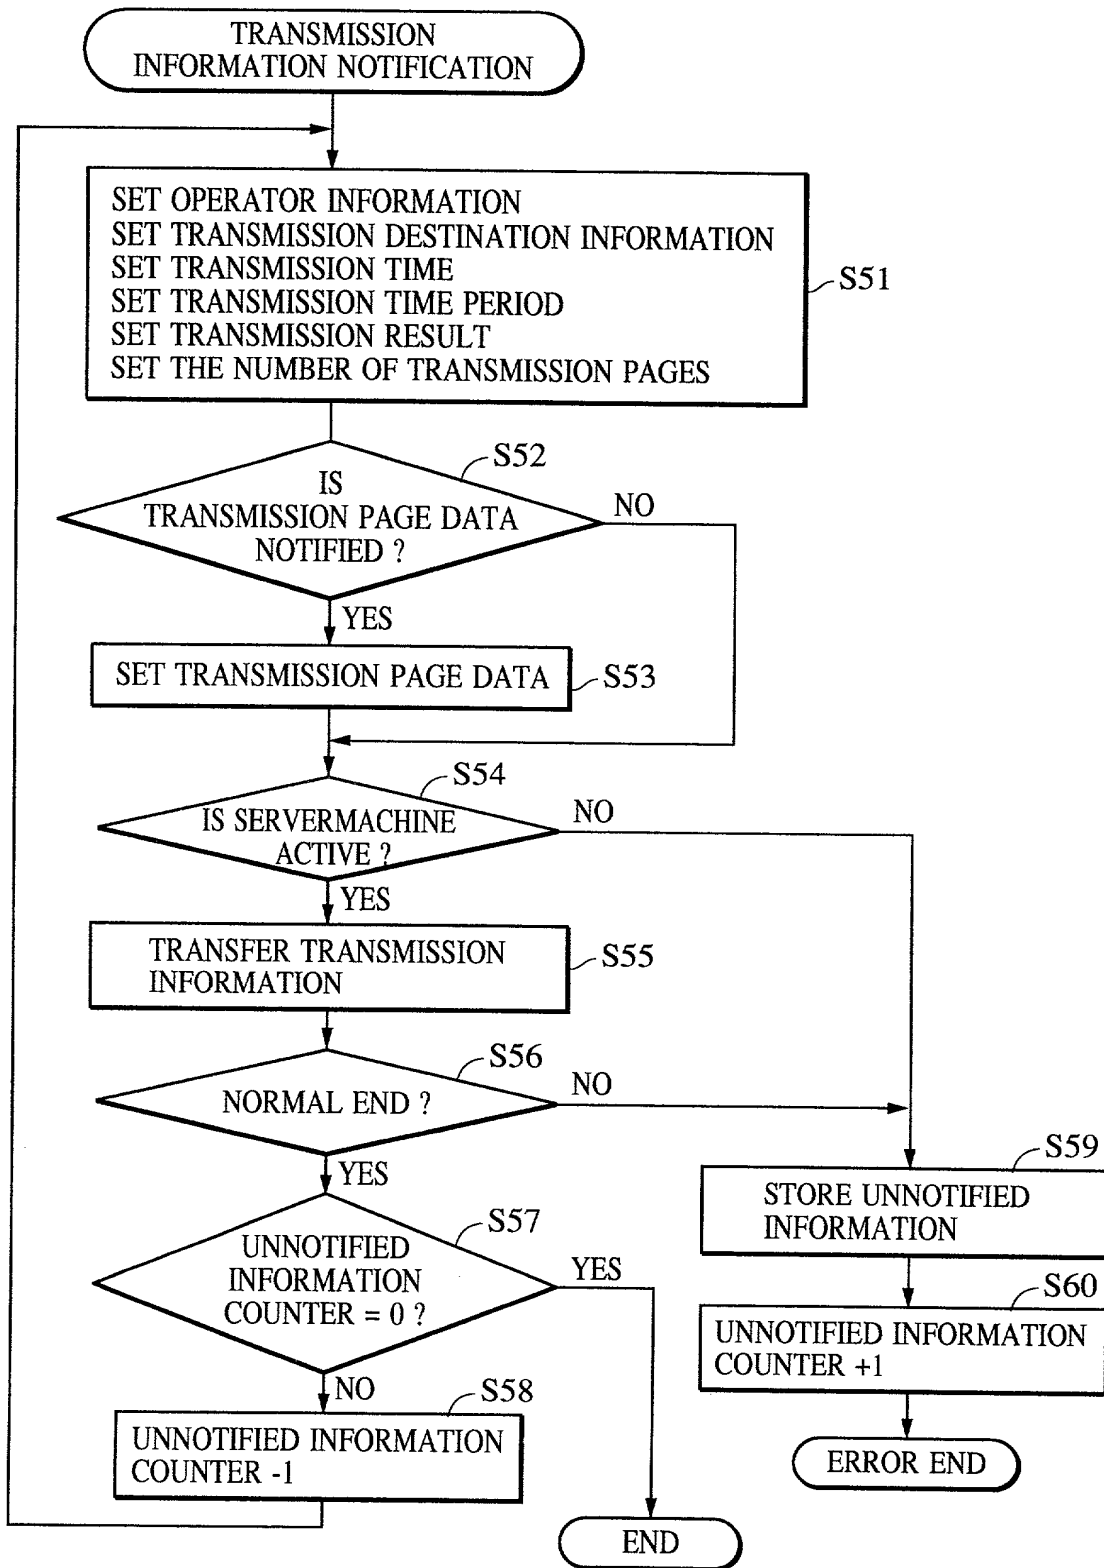 TRANSMISSION
INFORMATION NOTIFICATION
SET OPERATOR INFORMATION
SET TRANSMISSION DESTINATION INFORMATION
SET TRANSMISSION TIME
SET TRANSMISSION TIME PERIOD
SET TRANSMISSION RESULT
SET THE NUMBER OF TRANSMISSION PAGES
S51
S52
IS
TRANSMISSION PAGE DATA
NOTIFIED ?
NO
YES
SET TRANSMISSION PAGE DATA
S53
S54
IS SERVERMACHINE
ACTIVE ?
NO
YES
TRANSFER TRANSMISSION
INFORMATION
S55
S56
NORMAL END ?
NO
YES
S57
UNNOTIFIED
INFORMATION
COUNTER = 0 ?
YES
NO
S58
UNNOTIFIED INFORMATION
COUNTER -1
END
S59
STORE UNNOTIFIED
INFORMATION
S60
UNNOTIFIED INFORMATION
COUNTER +1
ERROR END